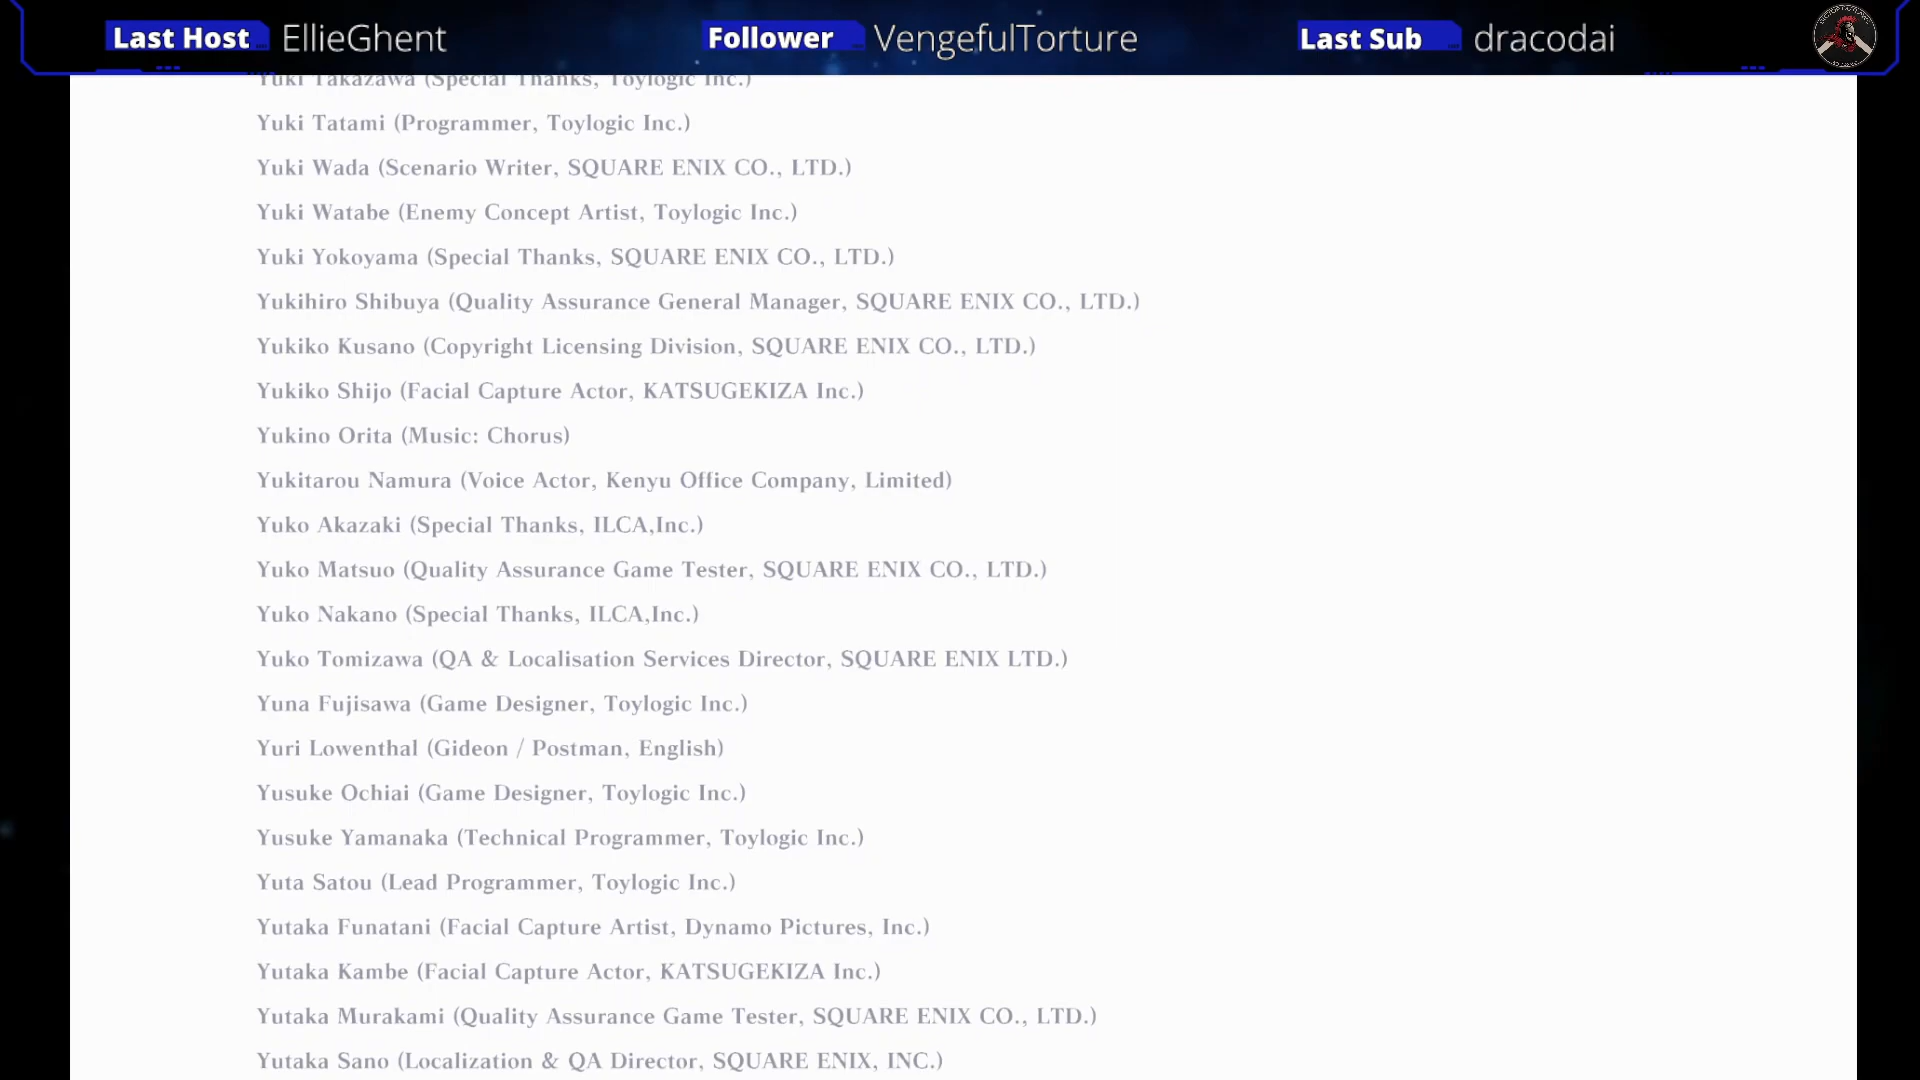 Last Host EllieGhent Follower VengefulTorture Last Sub dracodai
Yuki Takazawa (Special Thanks, Toylogic Inc.)
Yuki Tatami (Programmer, Toylogic Inc.)
Yuki Wada (Scenario Writer, SQUARE ENIX CO., LTD.)
Yuki Watabe (Enemy Concept Artist, Toylogic Inc.)
Yuki Yokoyama (Special Thanks, SQUARE ENIX CO., LTD.)
Yukihiro Shibuya (Quality Assurance General Manager, SQUARE ENIX CO., LTD.)
Yukiko Kusano (Copyright Licensing Division, SQUARE ENIX CO., LTD.)
Yukiko Shijo (Facial Capture Actor, KATSUGEKIZA Inc.)
Yukino Orita (Music: Chorus)
Yukitarou Namura (Voice Actor, Kenyu Office Company, Limited)
Yuko Akazaki (Special Thanks, ILCA,Inc.)
Yuko Matsuo (Quality Assurance Game Tester, SQUARE ENIX CO., LTD.)
Yuko Nakano (Special Thanks, ILCA,Inc.)
Yuko Tomizawa (QA & Localisation Services Director, SQUARE ENIX LTD.)
Yuna Fujisawa (Game Designer, Toylogic Inc.)
Yuri Lowenthal (Gideon / Postman, English)
Yusuke Ochiai (Game Designer, Toylogic Inc.)
Yusuke Yamanaka (Technical Programmer, Toylogic Inc.)
Yuta Satou (Lead Programmer, Toylogic Inc.)
Yutaka Funatani (Facial Capture Artist, Dynamo Pictures, Inc.)
Yutaka Kambe (Facial Capture Actor, KATSUGEKIZA Inc.)
Yutaka Murakami (Quality Assurance Game Tester, SQUARE ENIX CO., LTD.)
Yutaka Sano (Localization & QA Director, SQUARE ENIX, INC.)